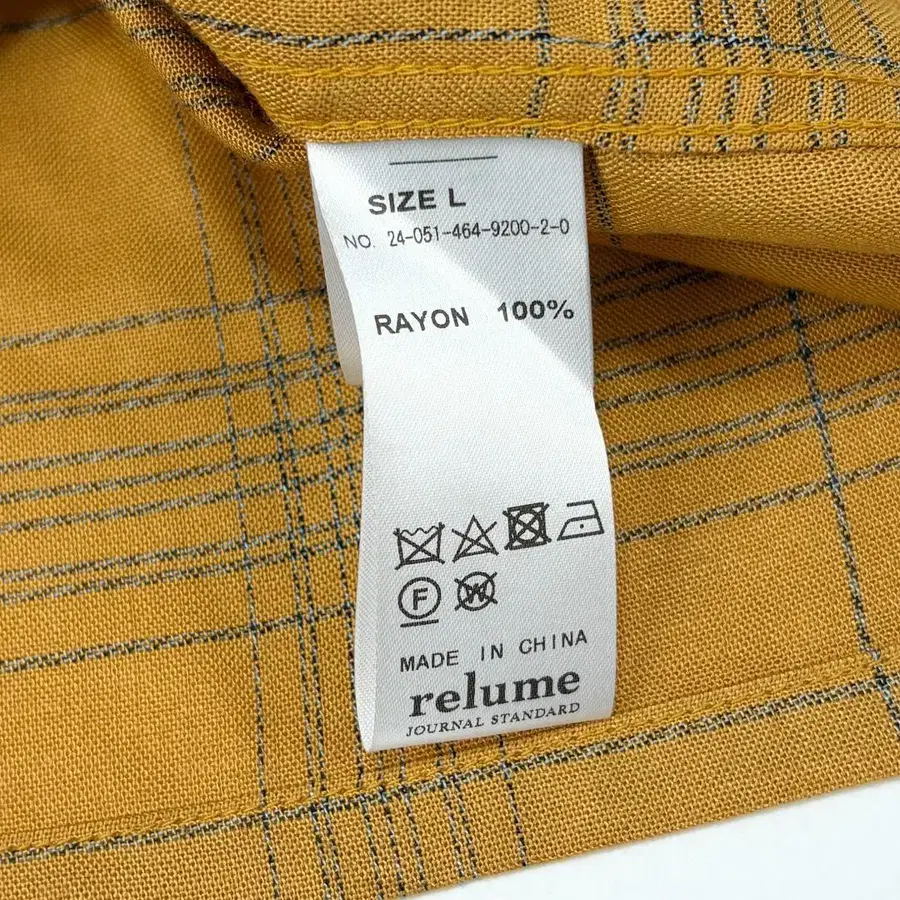 SIZE L
NO. 24-051-464-9200-2-0
RAYON 100%
F W
MADE IN CHINA
relume
JOURNAL STANDARD